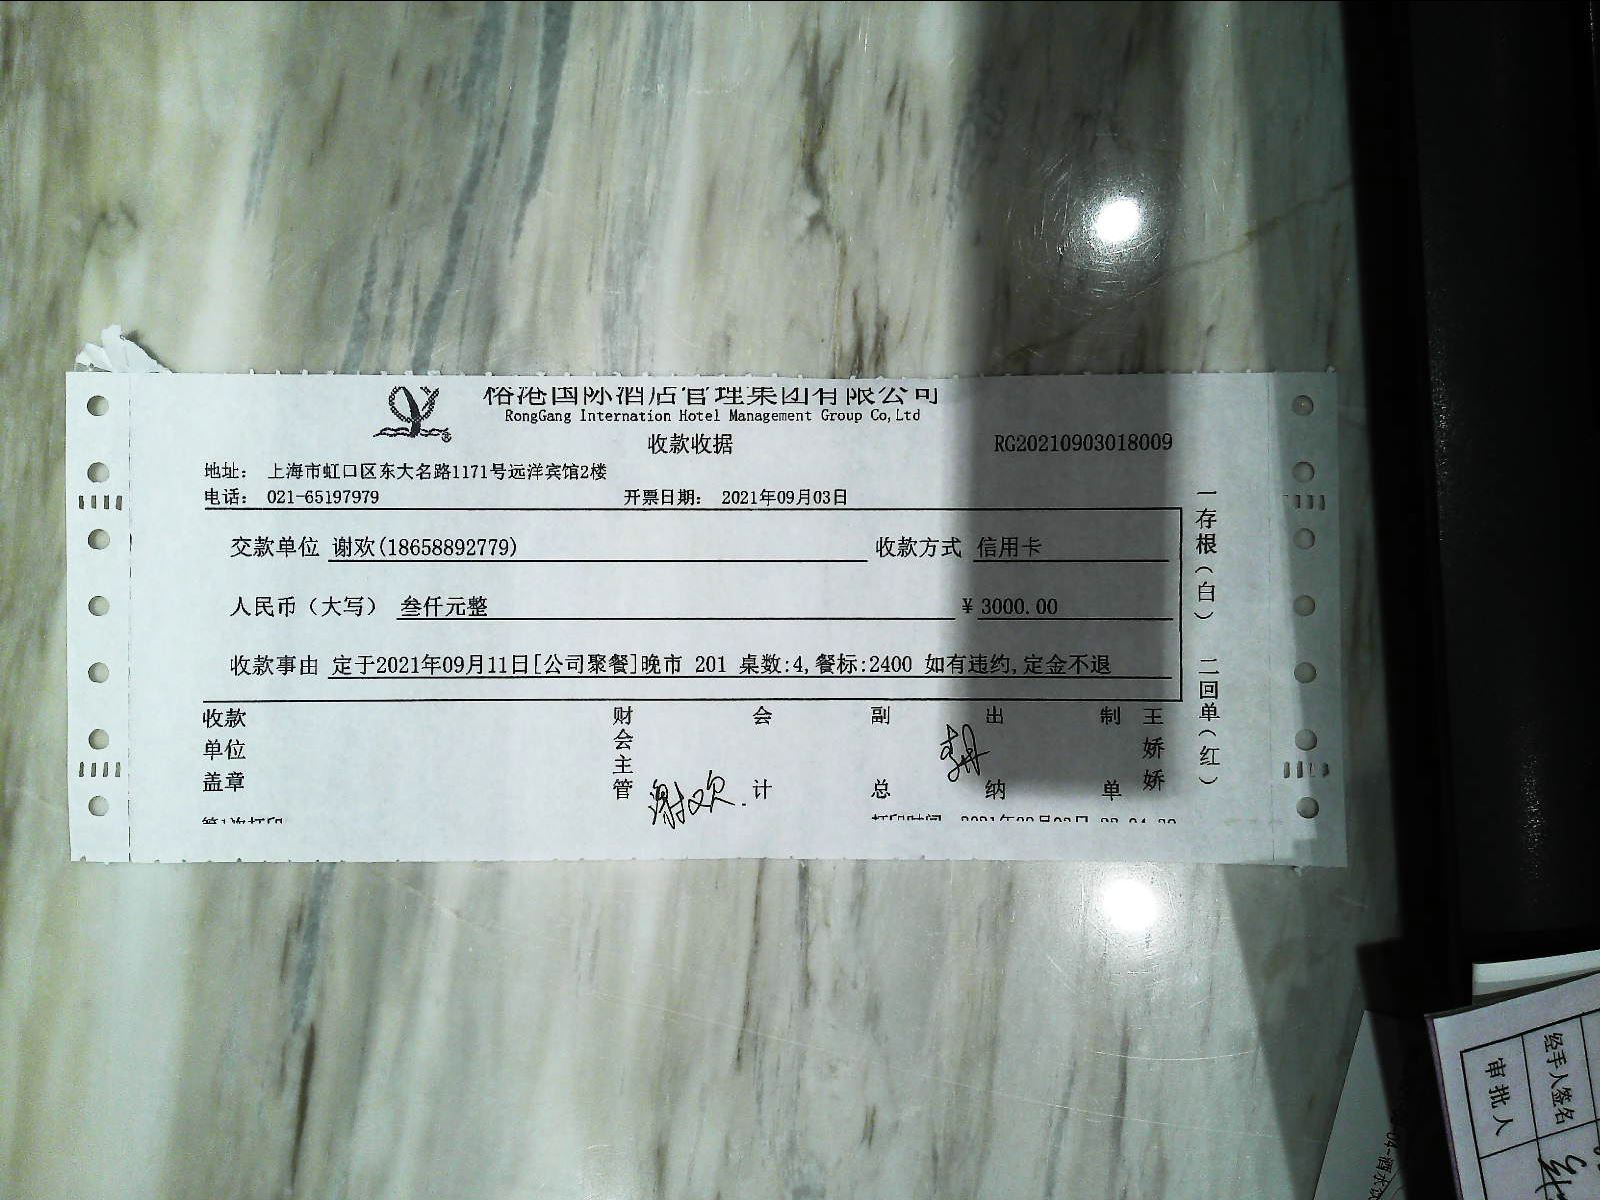 榕港国际酒店管理集团有限公司
RongGang Internation Hotel Management Group Co,Ltd
收款收据
RG20210903018009
地址： 上海市虹口区东大名路1171号远洋宾馆2楼
电话： 021-65197979
开票日期： 2021年09月03日
交款单位 谢欢(18658892779)
收款方式 信用卡
人民币（大写） 叁仟元整
¥ 3000.00
收款事由 定于2021年09月11日[公司聚餐]晚市 201 桌数:4,餐标:2400 如有违约,定金不退
一存根（白） 二回单（红）
收款单位盖章
财会主管
谢欢
会计
副总
出纳
制单
王娇娇
第1次打印
经手人签名
审批人